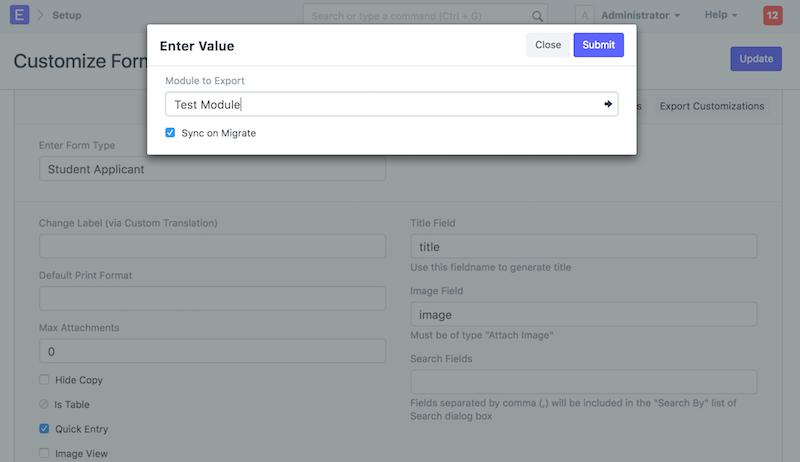 E Setup
Search or type a command (Ctrl + G)
A Administrator Help 12
Customize Form
Update
Enter Value
Close Submit
Module to Export
Test Module
Sync on Migrate
Export Customizations
Enter Form Type
Student Applicant
Change Label (via Custom Translation)
Default Print Format
Max Attachments
0
Hide Copy
Is Table
Quick Entry
Image View
Title Field
title
Use this fieldname to generate title
Image Field
image
Must be of type "Attach Image"
Search Fields
Fields separated by comma (,) will be included in the "Search By" list of
Search dialog box